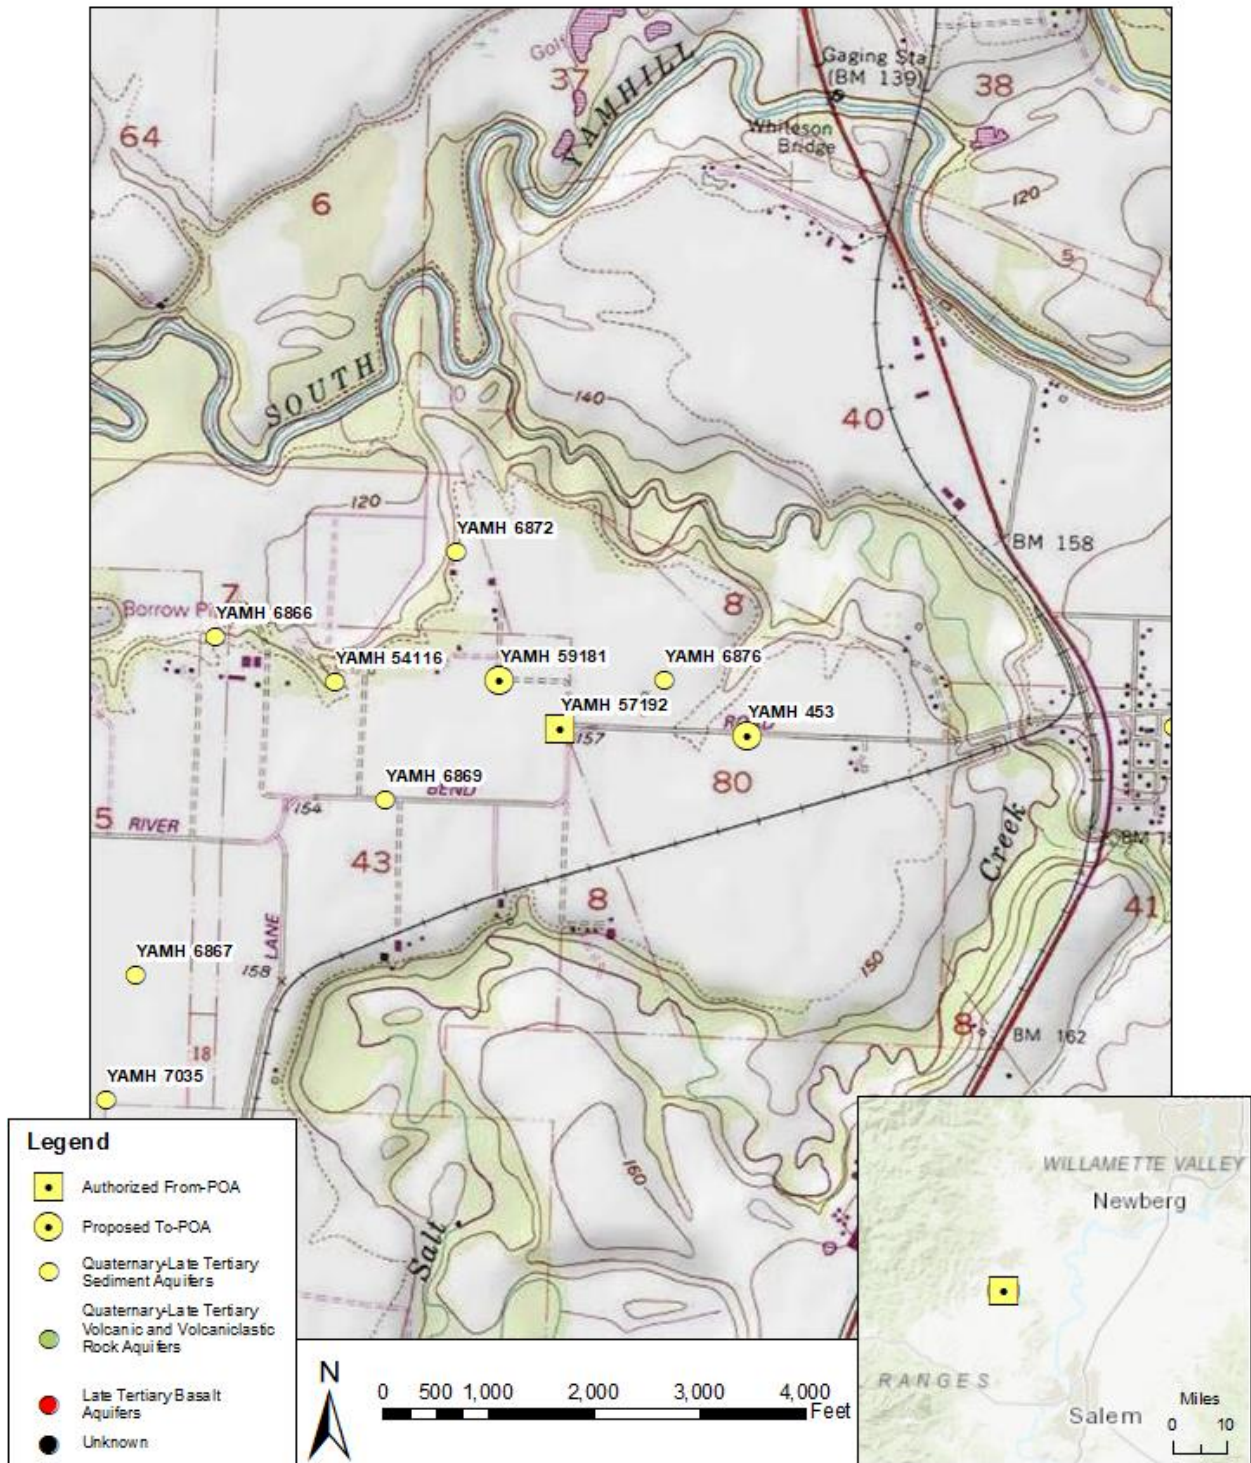 Golf
37
YAMHILL
Gaging Sta
(BM 139)
38
64
Whiteson
Bridge
6
120
5
SOUTH
140
40
120
YAMH 6872
BM 158
7
Borrow
YAMH 6866
8
YAMH 54116
YAMH 59181
YAMH 6876
YAMH 57192
157
ROAD
YAMH 453
80
YAMH 6869
BEND
154
5
RIVER
43
Creek
8
41
LANE
YAMH 6867
158
150
8
BM 162
18
YAMH 7035
160
Salt
Legend
Authorized From-POA
Proposed To-POA
Quaternary-Late Tertiary
Sediment Aquifers
Quaternary-Late Tertiary
Volcanic and Volcaniclastic
Rock Aquifers
Late Tertiary Basalt
Aquifers
Unknown
N
0 500 1,000 2,000 3,000 4,000
Feet
WILLAMETTE VALLEY
Newberg
RANGES
Salem
Miles
0 10